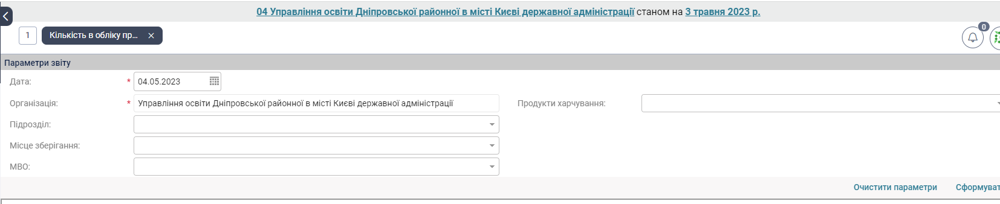 04 Управління освіти Дніпровської районної в місті Києві державної адміністрації станом на 3 травня 2023 р.
1 Кількість в обліку пр...
0
Параметри звіту
Дата: * 04.05.2023
Організація: * Управління освіти Дніпровської районної в місті Києві державної адміністрації Продукти харчування:
Підрозділ:
Місце зберігання:
МВО:
Очистити параметри Сформуват